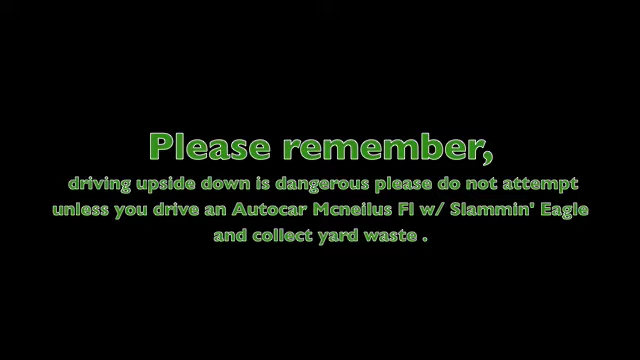 Please remember,
driving upside down is dangerous please do not attempt
unless you drive an Autocar Mcneilus Fl w/ Slammin' Eagle
and collect yard waste .